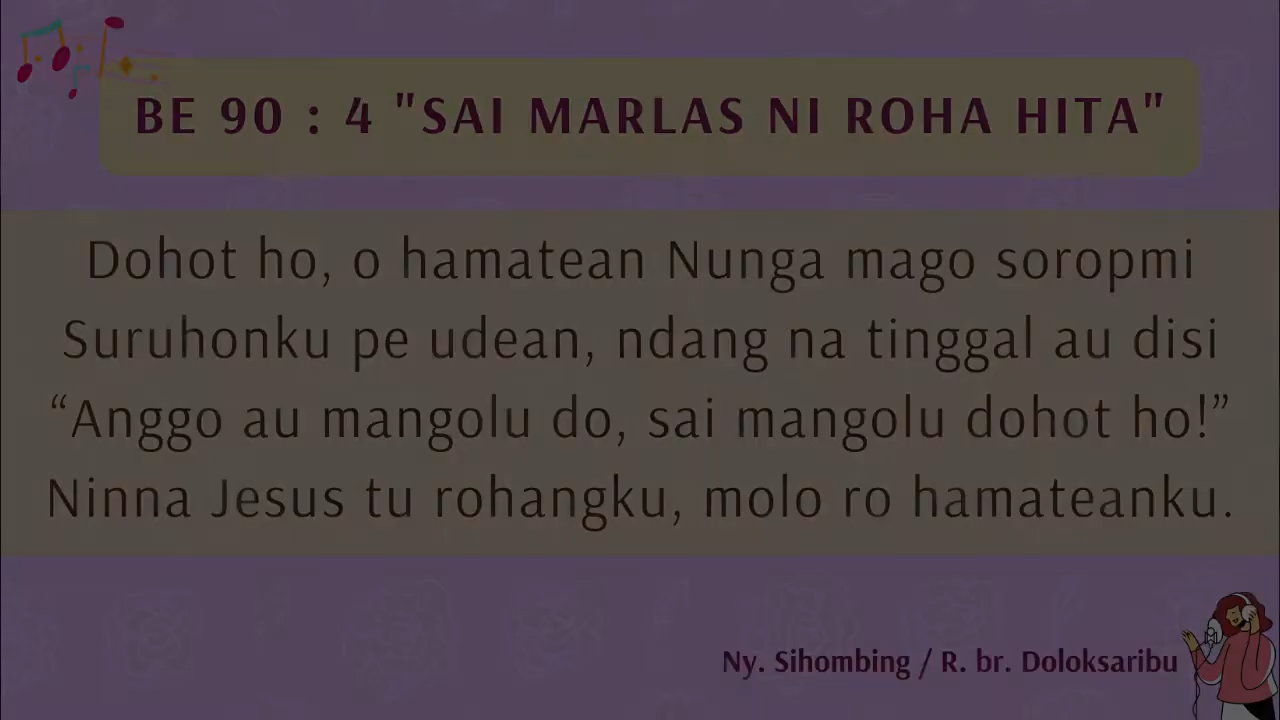 BE 90 : 4 "SAI MARLAS NI ROHA HITA"
Dohot ho, o hamatean Nunga mago soropmi
Suruhonku pe udean, ndang na tinggal au disi
“Anggo au mangolu do, sai mangolu dohot ho!”
Ninna Jesus tu rohangku, molo ro hamateanku.
Ny. Sihombing / R. br. Doloksaribu